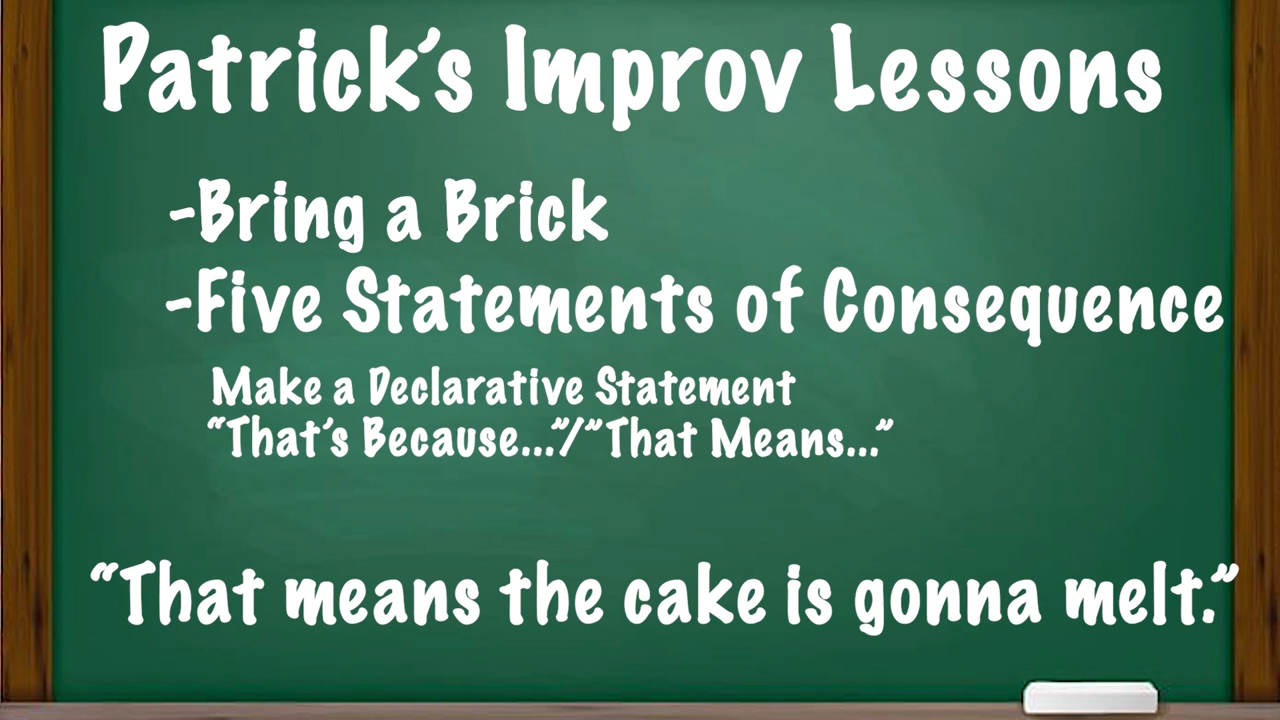 Patrick’s Improv Lessons
-Bring a Brick
-Five Statements of Consequence
Make a Declarative Statement
“That’s Because...”/”That Means...”
“That means the cake is gonna melt.”